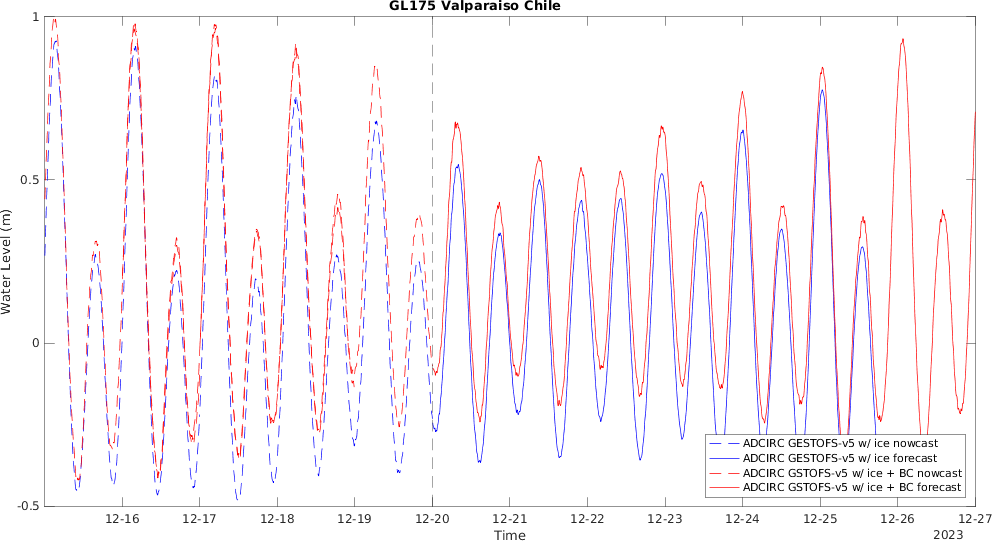 GL175 Valparaiso Chile
1
0.5
0
-0.5
Water Level (m)
12-16 12-17 12-18 12-19 12-20 12-21 12-22 12-23 12-24 12-25 12-26 12-27
Time
2023
ADCIRC GESTOFS-v5 w/ ice nowcast
ADCIRC GESTOFS-v5 w/ ice forecast
ADCIRC GSTOFS-v5 w/ ice + BC nowcast
ADCIRC GSTOFS-v5 w/ ice + BC forecast